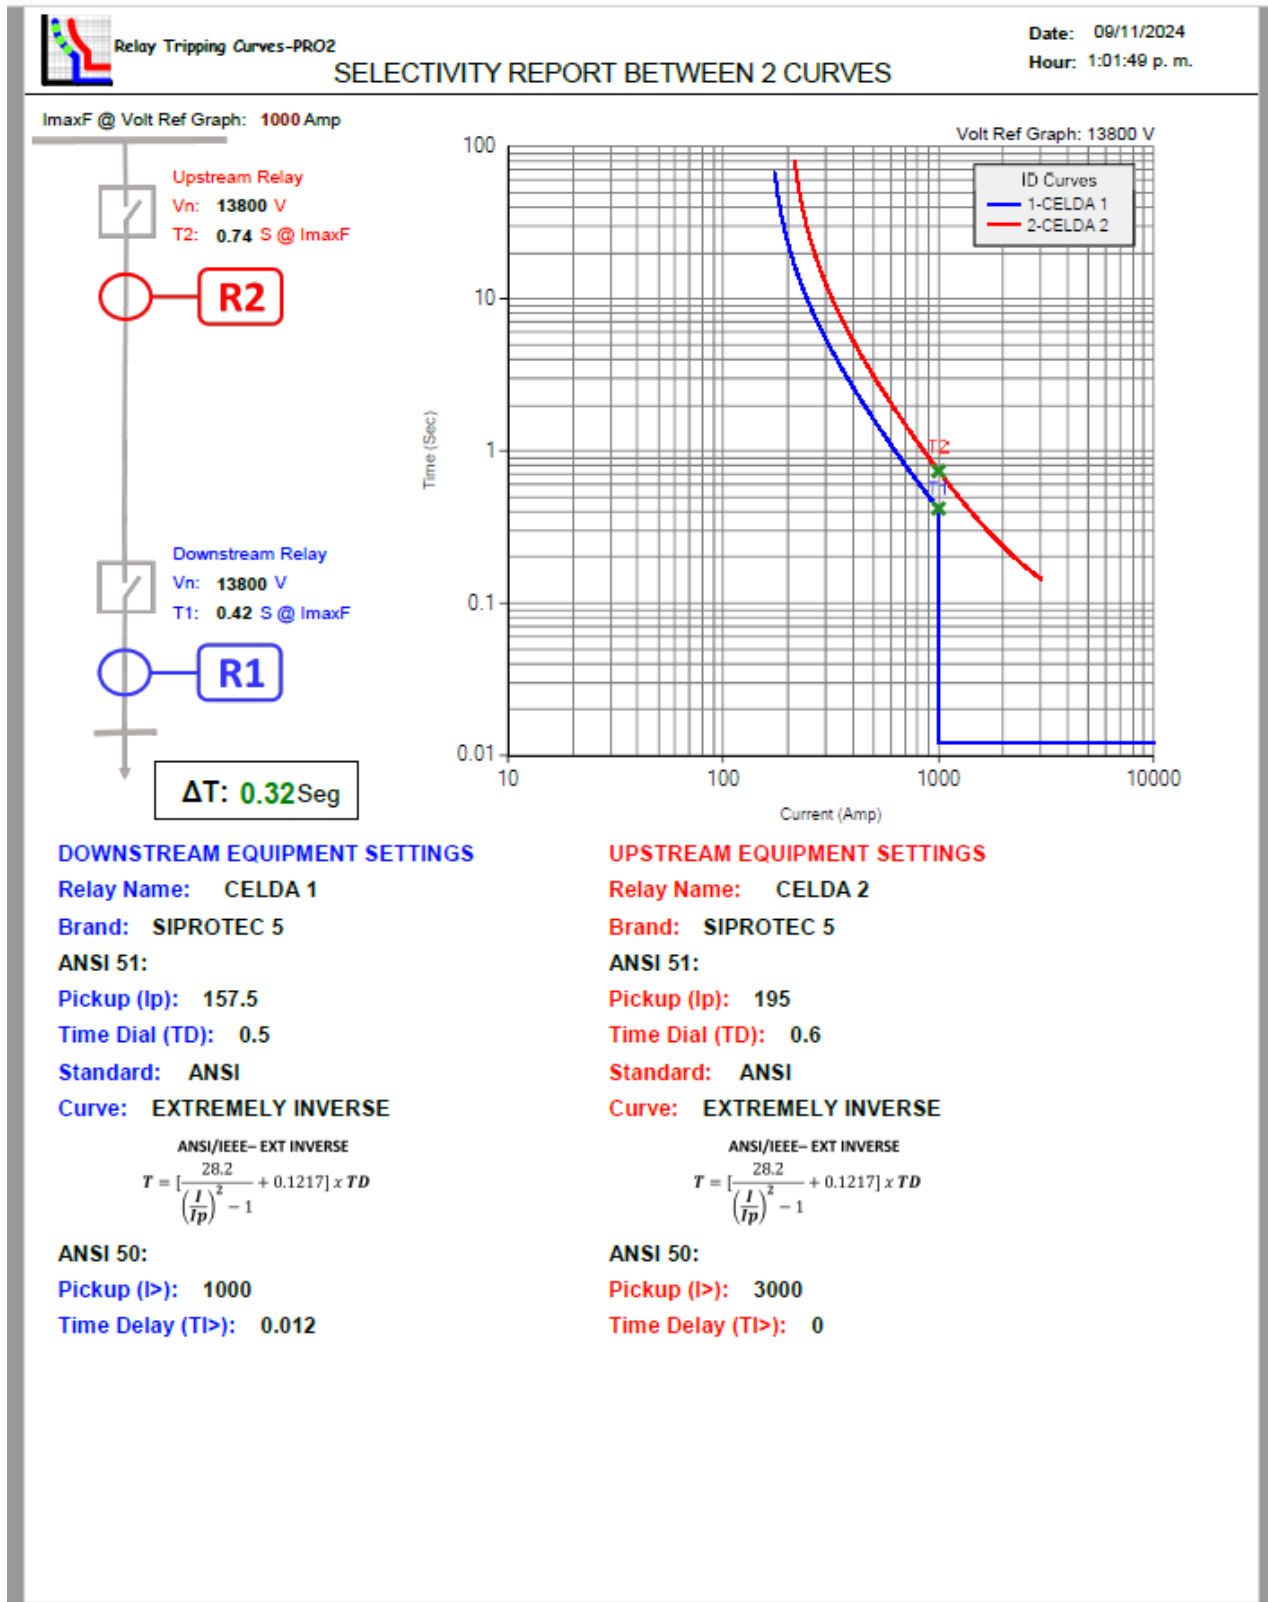 Relay Tripping Curves-PRO2
SELECTIVITY REPORT BETWEEN 2 CURVES
Date: 09/11/2024
Hour: 1:01:49 p. m.
ImaxF @ Volt Ref Graph: 1000 Amp
Upstream Relay
Vn: 13800 V
T2: 0.74 S @ ImaxF
R2
Downstream Relay
Vn: 13800 V
T1: 0.42 S @ ImaxF
R1
ΔT: 0.32 Seg
Volt Ref Graph: 13800 V
ID Curves
1-CELDA 1
2-CELDA 2
100
10
1
0.1
0.01
Time (Sec)
T2
T1
10
100
1000
10000
Current (Amp)
DOWNSTREAM EQUIPMENT SETTINGS
Relay Name: CELDA 1
Brand: SIPROTEC 5
ANSI 51:
Pickup (Ip): 157.5
Time Dial (TD): 0.5
Standard: ANSI
Curve: EXTREMELY INVERSE
ANSI/IEEE– EXT INVERSE
T = [28.2 / ((I/Ip)² − 1) + 0.1217] x TD
ANSI 50:
Pickup (I>): 1000
Time Delay (TI>): 0.012
UPSTREAM EQUIPMENT SETTINGS
Relay Name: CELDA 2
Brand: SIPROTEC 5
ANSI 51:
Pickup (Ip): 195
Time Dial (TD): 0.6
Standard: ANSI
Curve: EXTREMELY INVERSE
ANSI/IEEE– EXT INVERSE
T = [28.2 / ((I/Ip)² − 1) + 0.1217] x TD
ANSI 50:
Pickup (I>): 3000
Time Delay (TI>): 0